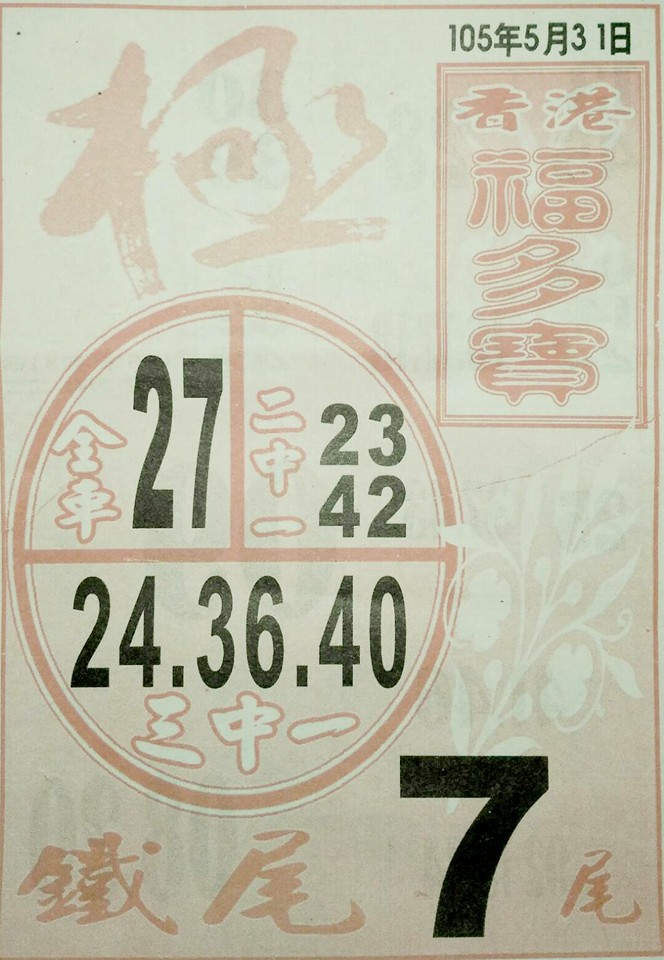 105年5月31日
極
香港
福多寶
全車
27
二中一
23
42
24.36.40
三中一
鐵尾 7 尾